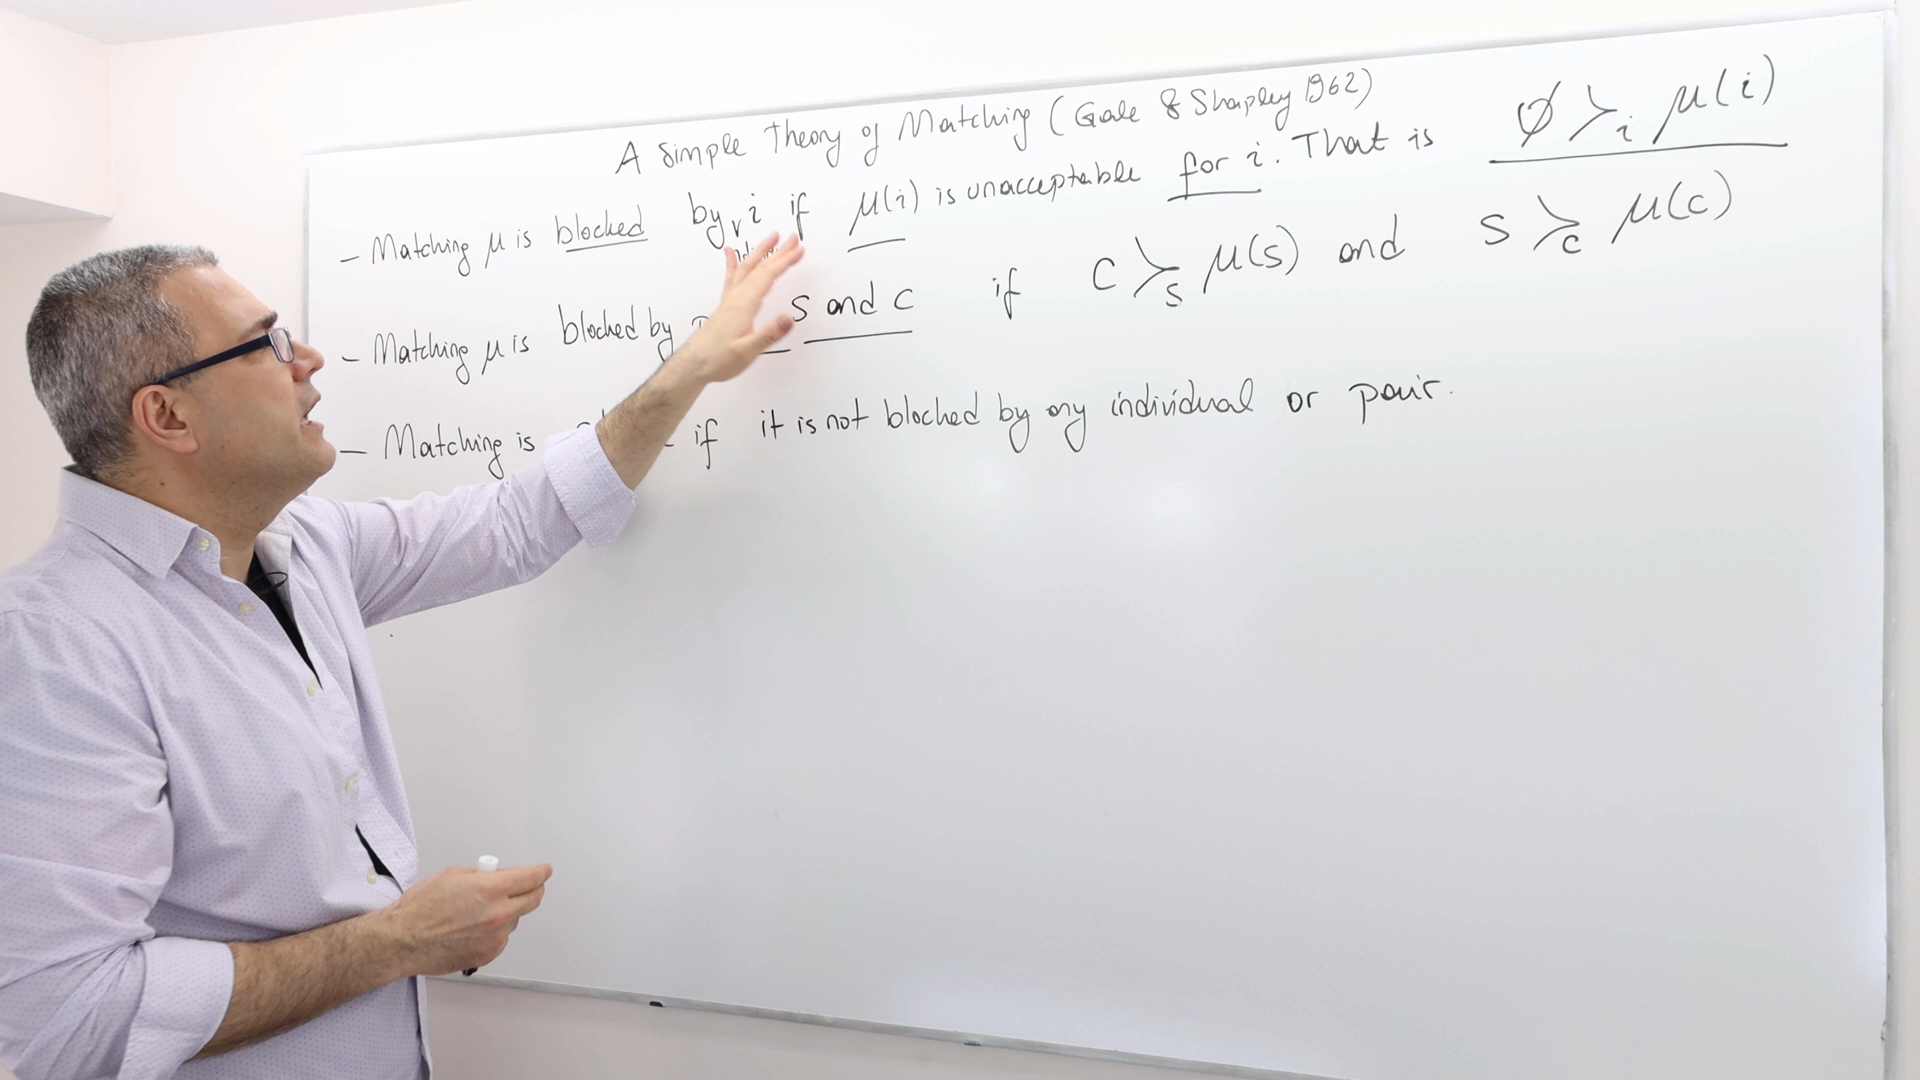 A Simple Theory of Matching (Gale & Shapley 1962)
– Matching μ is blocked by i if μ(i) is unacceptable for i. That is ∅ ≻ᵢ μ(i)
– Matching μ is blocked by s and c if c ≻ₛ μ(s) and s ≻_c μ(c)
– Matching is if it is not blocked by any individual or pair.